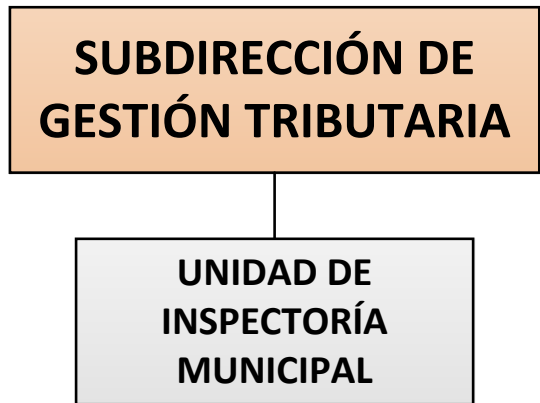 SUBDIRECCIÓN DE
GESTIÓN TRIBUTARIA
UNIDAD DE
INSPECTORÍA
MUNICIPAL